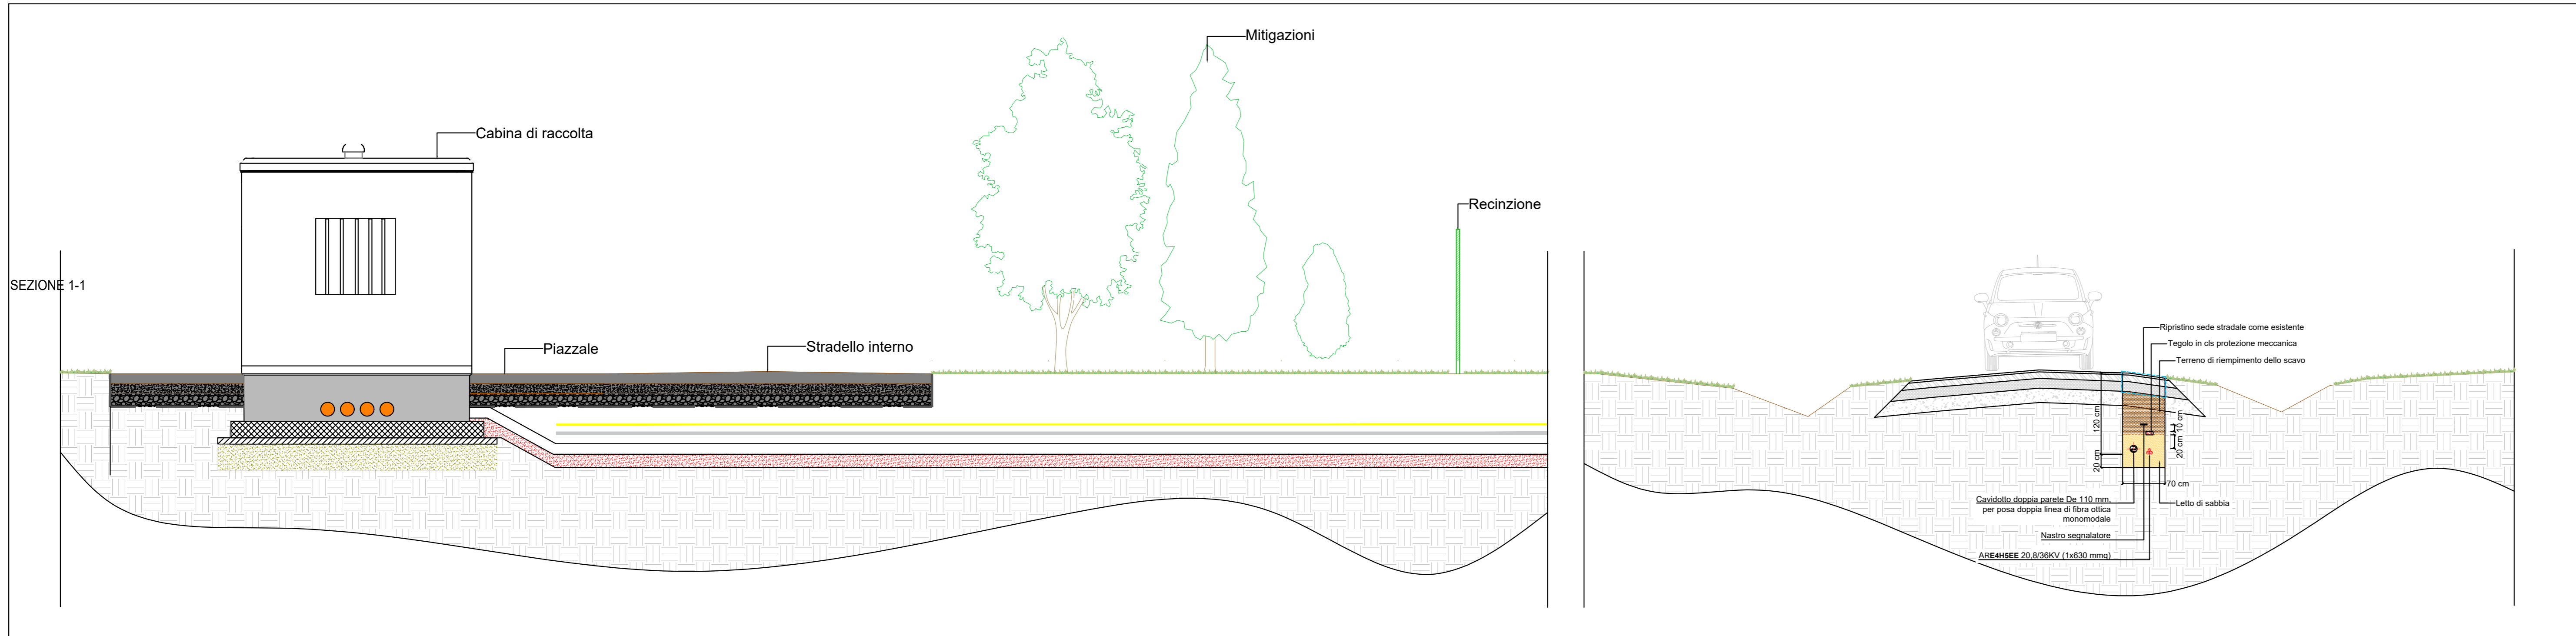 Mitigazioni
Cabina di raccolta
Recinzione
SEZIONE 1-1
Piazzale
Stradello interno
Ripristino sede stradale come esistente
Tegolo in cls protezione meccanica
Terreno di riempimento dello scavo
120 cm
10 cm
20 cm
20 cm
70 cm
Cavidotto doppia parete De 110 mm,
per posa doppia linea di fibra ottica
monomodale
Letto di sabbia
Nastro segnalatore
ARE4H5EE 20,8/36KV (1x630 mmq)